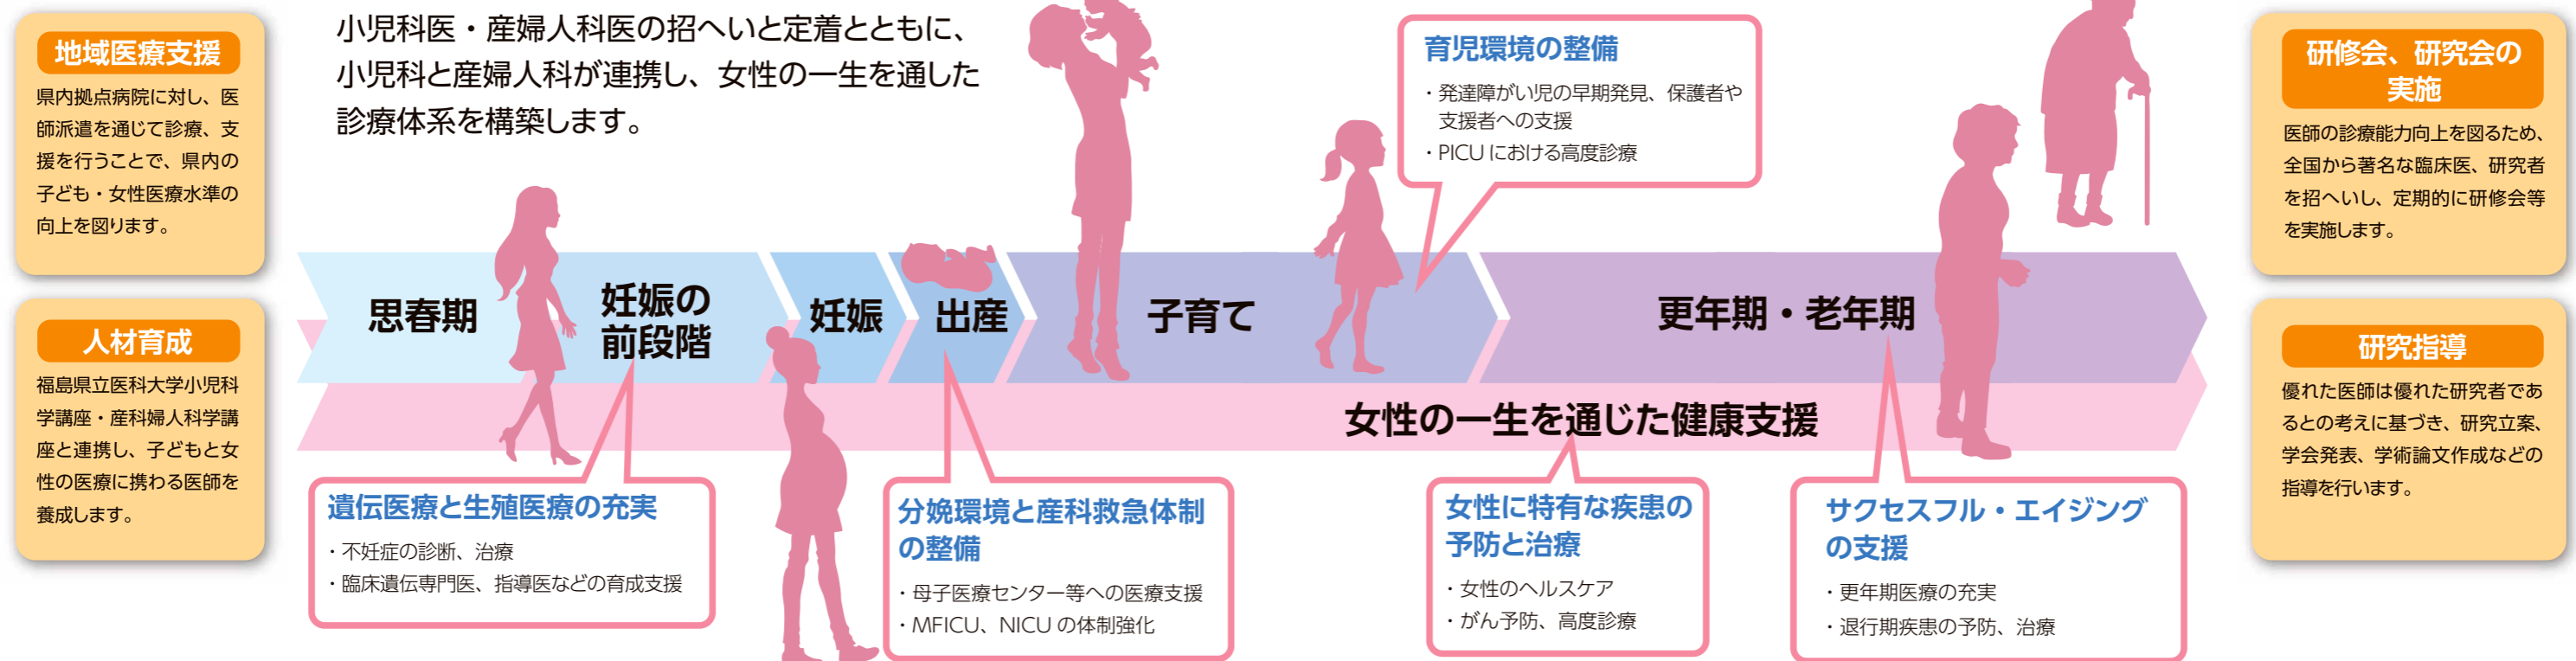 地域医療支援
県内拠点病院に対し、医
師派遣を通じて診療、支
援を行うことで、県内の
子ども・女性医療水準の
向上を図ります。
人材育成
福島県立医科大学小児科
学講座・産科婦人科学講
座と連携し、子どもと女
性の医療に携わる医師を
養成します。
小児科医・産婦人科医の招へいと定着とともに、
小児科と産婦人科が連携し、女性の一生を通した
診療体系を構築します。
育児環境の整備
・発達障がい児の早期発見、保護者や
支援者への支援
・PICU における高度診療
思春期
妊娠の
前段階
妊娠
出産
子育て
更年期・老年期
女性の一生を通じた健康支援
遺伝医療と生殖医療の充実
・不妊症の診断、治療
・臨床遺伝専門医、指導医などの育成支援
分娩環境と産科救急体制
の整備
・母子医療センター等への医療支援
・MFICU、NICU の体制強化
女性に特有な疾患の
予防と治療
・女性のヘルスケア
・がん予防、高度診療
サクセスフル・エイジング
の支援
・更年期医療の充実
・退行期疾患の予防、治療
研修会、研究会の
実施
医師の診療能力向上を図るため、
全国から著名な臨床医、研究者
を招へいし、定期的に研修会等
を実施します。
研究指導
優れた医師は優れた研究者であ
るとの考えに基づき、研究立案、
学会発表、学術論文作成などの
指導を行います。